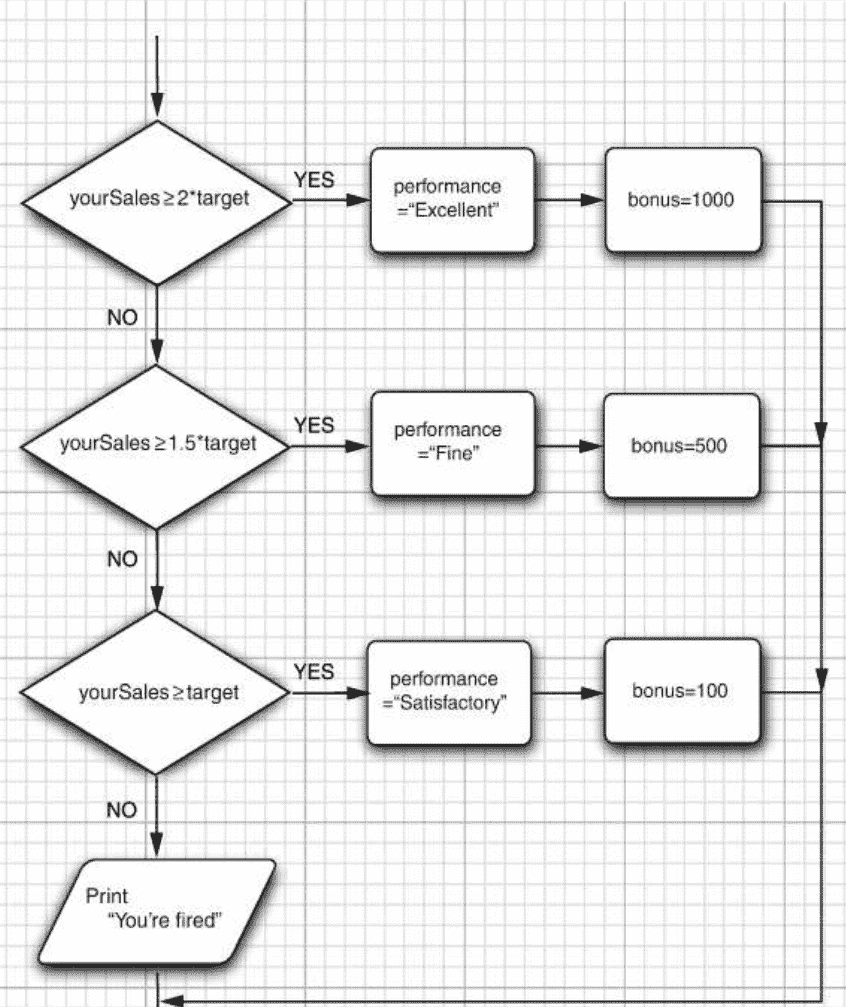 yourSales≥2*target
YES
performance
=“Excellent”
bonus=1000
NO
yourSales≥1.5*target
YES
performance
=“Fine”
bonus=500
NO
yourSales≥target
YES
performance
=“Satisfactory”
bonus=100
NO
Print
“You’re fired”